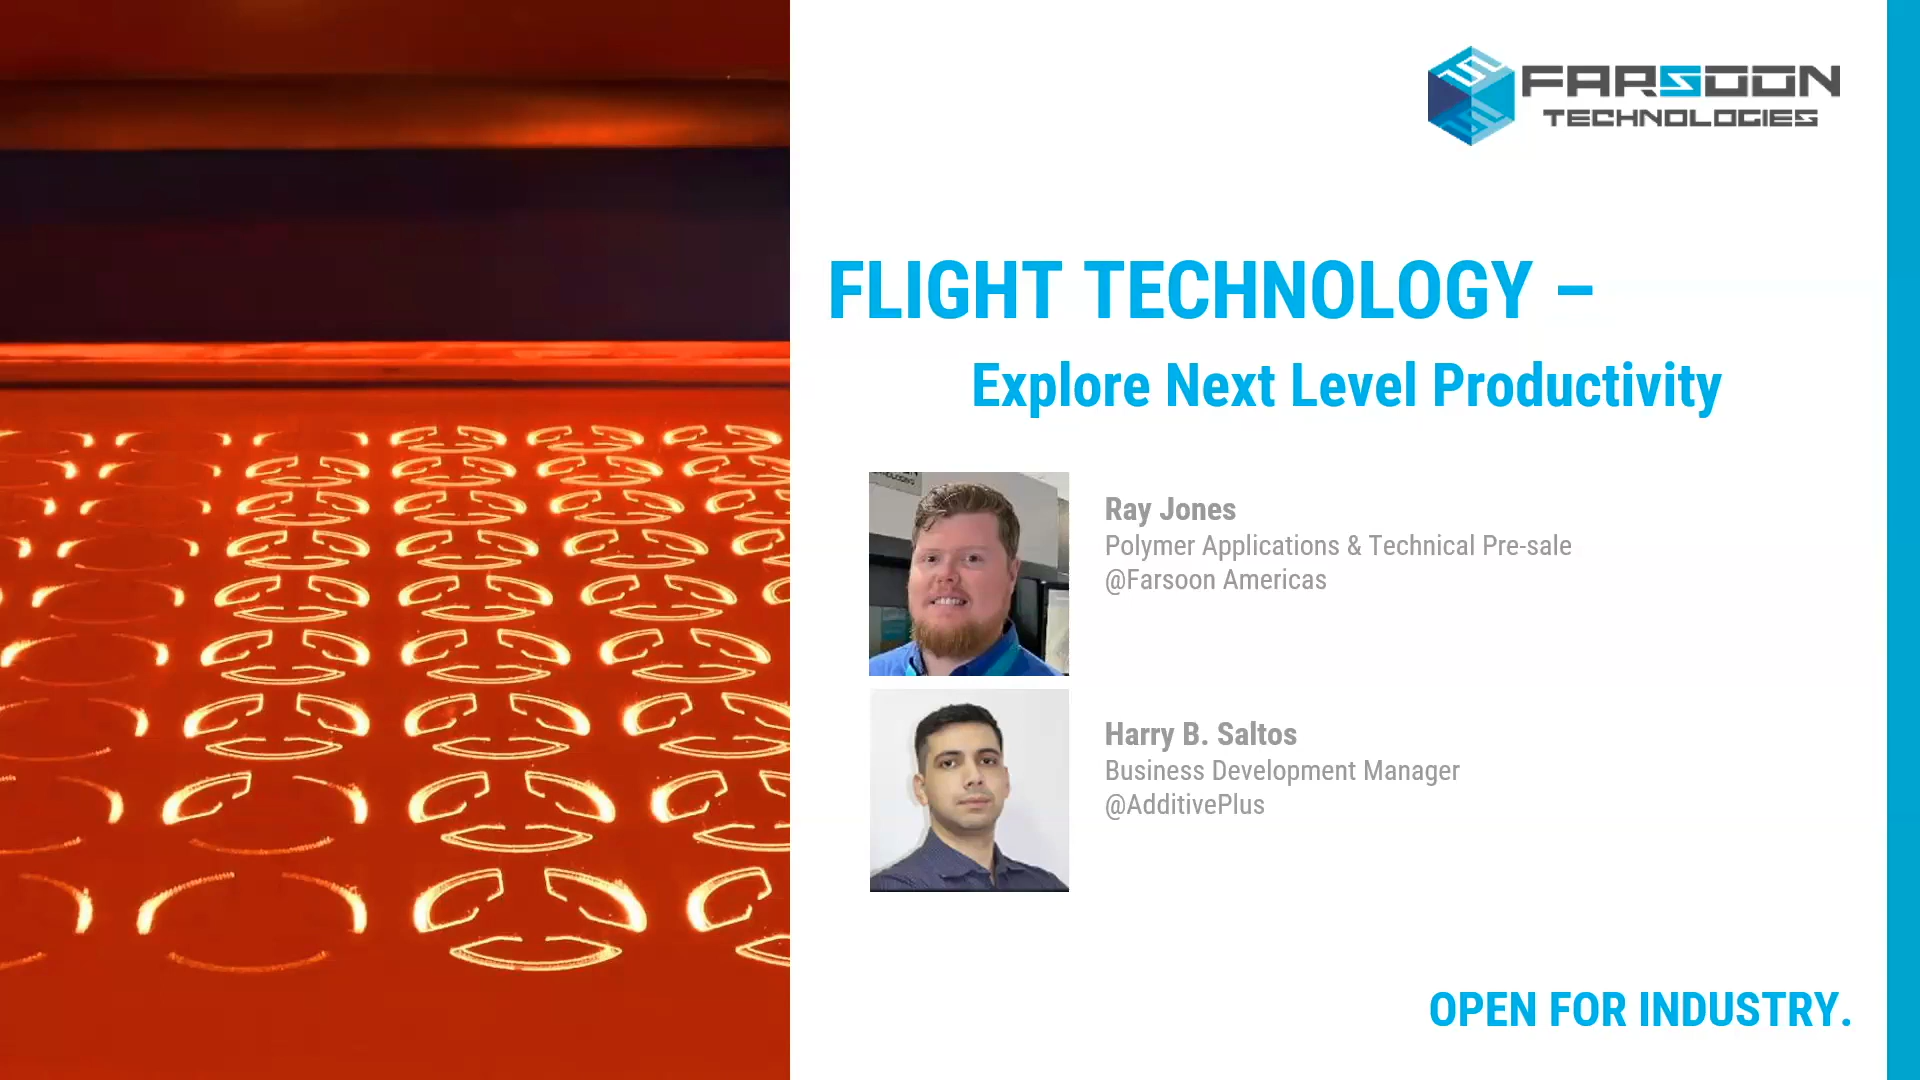 FARSOON
TECHNOLOGIES
FLIGHT TECHNOLOGY –
Explore Next Level Productivity
Ray Jones
Polymer Applications & Technical Pre-sale
@Farsoon Americas
Harry B. Saltos
Business Development Manager
@AdditivePlus
OPEN FOR INDUSTRY.